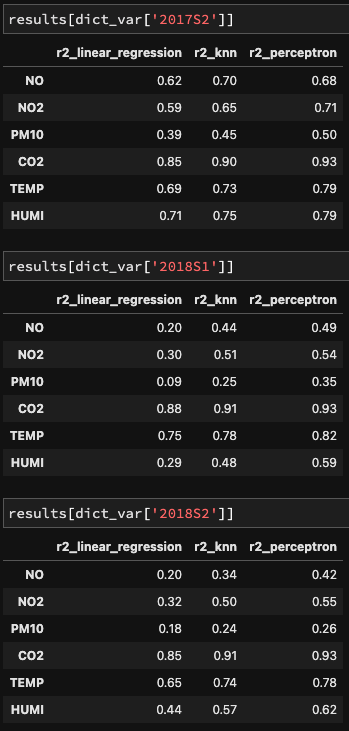 results[dict_var['2017S2']]
r2_linear_regression r2_knn r2_perceptron
NO 0.62 0.70 0.68
NO2 0.59 0.65 0.71
PM10 0.39 0.45 0.50
CO2 0.85 0.90 0.93
TEMP 0.69 0.73 0.79
HUMI 0.71 0.75 0.79
results[dict_var['2018S1']]
r2_linear_regression r2_knn r2_perceptron
NO 0.20 0.44 0.49
NO2 0.30 0.51 0.54
PM10 0.09 0.25 0.35
CO2 0.88 0.91 0.93
TEMP 0.75 0.78 0.82
HUMI 0.29 0.48 0.59
results[dict_var['2018S2']]
r2_linear_regression r2_knn r2_perceptron
NO 0.20 0.34 0.42
NO2 0.32 0.50 0.55
PM10 0.18 0.24 0.26
CO2 0.85 0.91 0.93
TEMP 0.65 0.74 0.78
HUMI 0.44 0.57 0.62